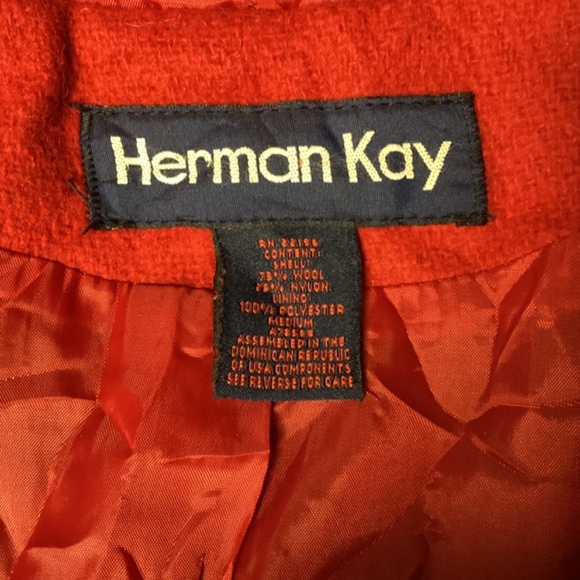 Herman Kay
CONTENT:
SHELL:
75% WOOL
25% NYLON
LINING:
100% POLYESTER
MEDIUM
ASSEMBLED IN THE
DOMINICAN REPUBLIC
OF USA COMPONENTS
SEE REVERSE FOR CARE